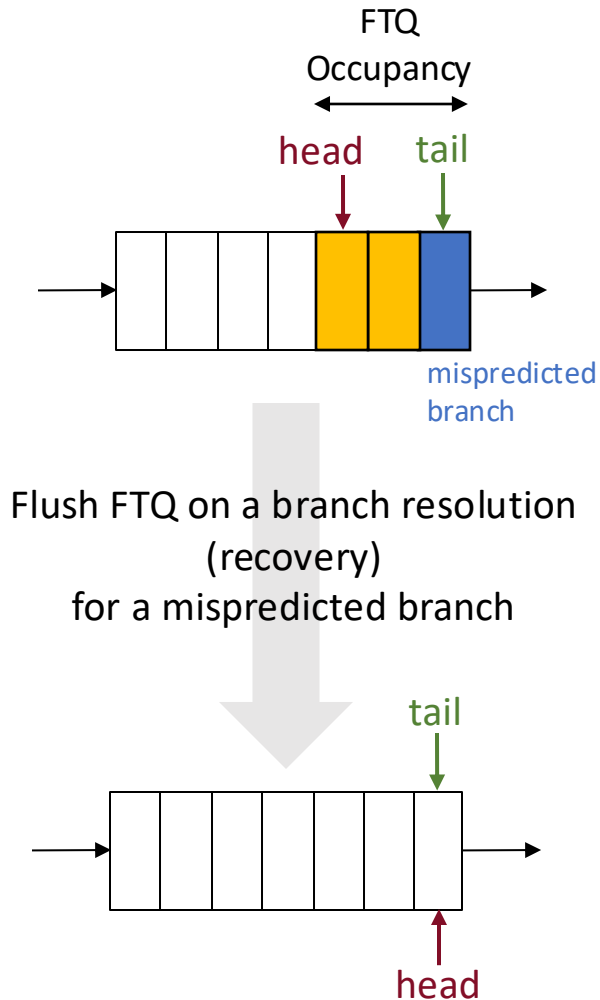 FTQ
Occupancy
head
tail
mispredicted
branch
Flush FTQ on a branch resolution
(recovery)
for a mispredicted branch
tail
head